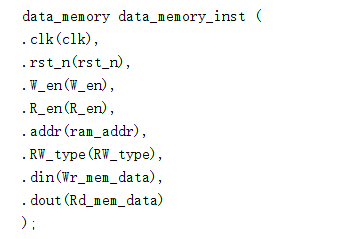 data_memory data_memory_inst (
.clk(clk),
.rst_n(rst_n),
.W_en(W_en),
.R_en(R_en),
.addr(ram_addr),
.RW_type(RW_type),
.din(Wr_mem_data),
.dout(Rd_mem_data)
);